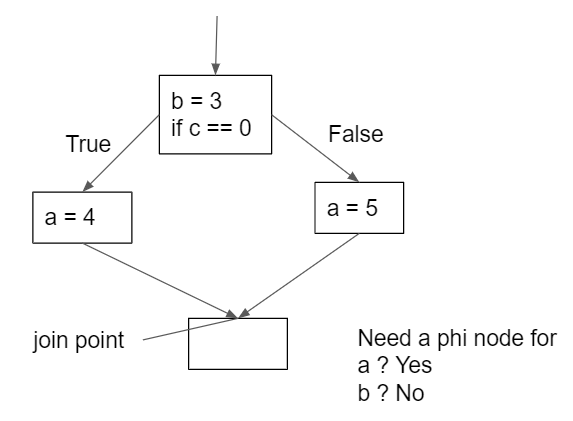 b = 3
if c == 0
True
False
a = 4
a = 5
join point
Need a phi node for
a ? Yes
b ? No